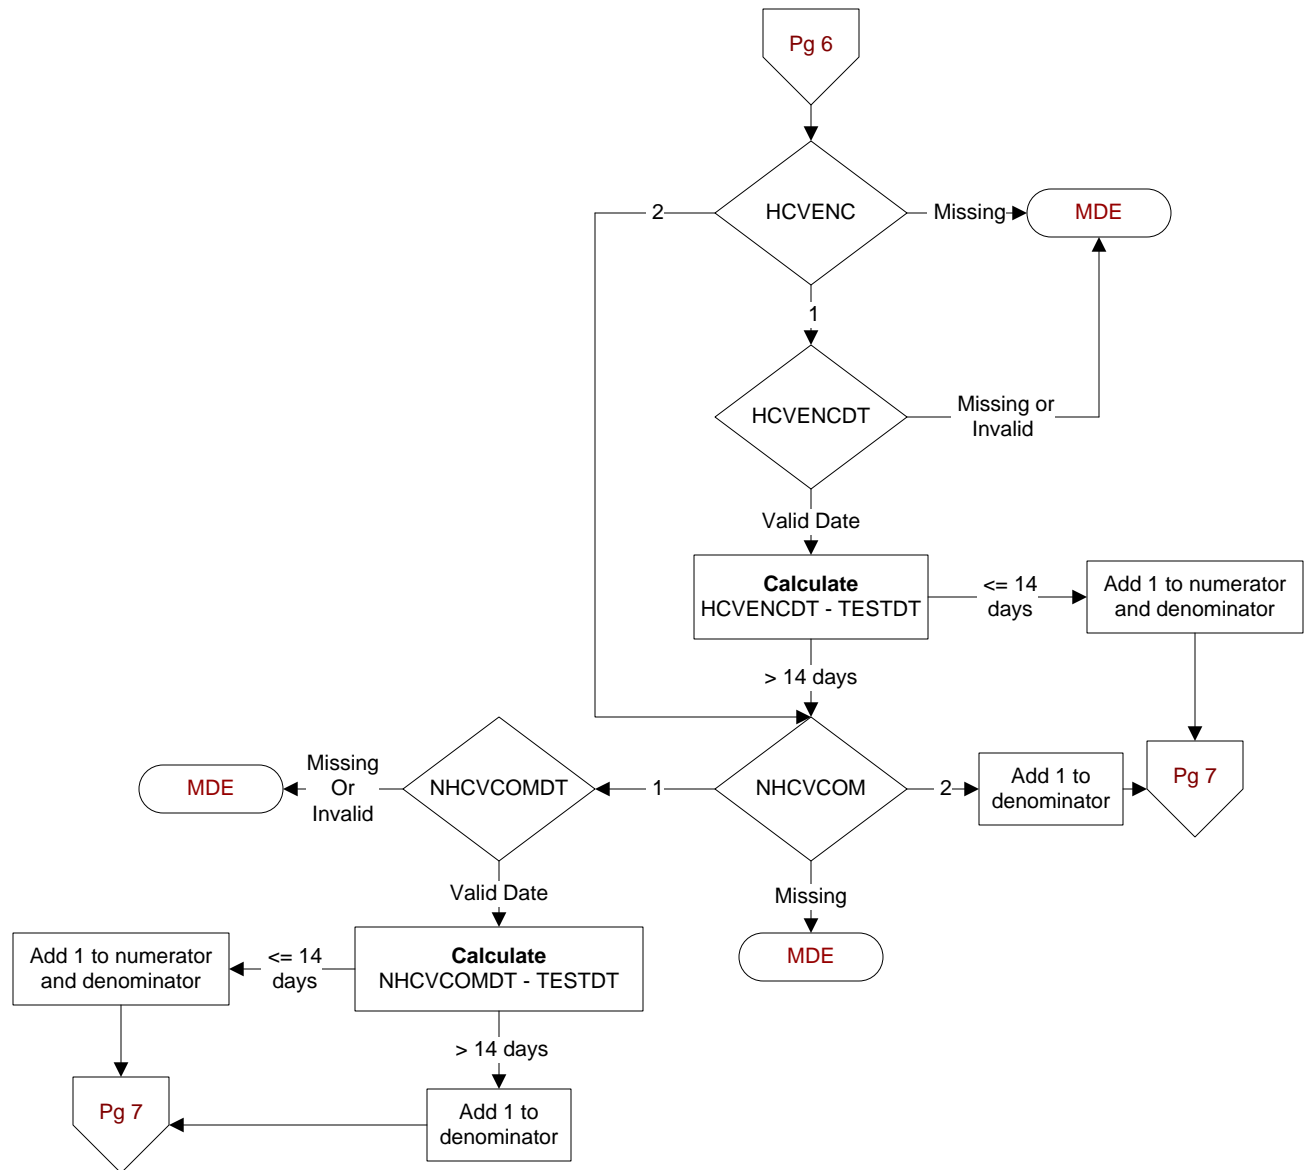 Pg 6
HCVENC
2
Missing
MDE
1
HCVENCDT
Missing or
Invalid
Valid Date
Calculate
HCVENCDT - TESTDT
<= 14
days
Add 1 to numerator
and denominator
> 14 days
Missing
Or
Invalid
MDE
NHCVCOMDT
1
NHCVCOM
2
Add 1 to
denominator
Pg 7
Valid Date
Missing
MDE
Add 1 to numerator
and denominator
<= 14
days
Calculate
NHCVCOMDT - TESTDT
> 14 days
Pg 7
Add 1 to
denominator